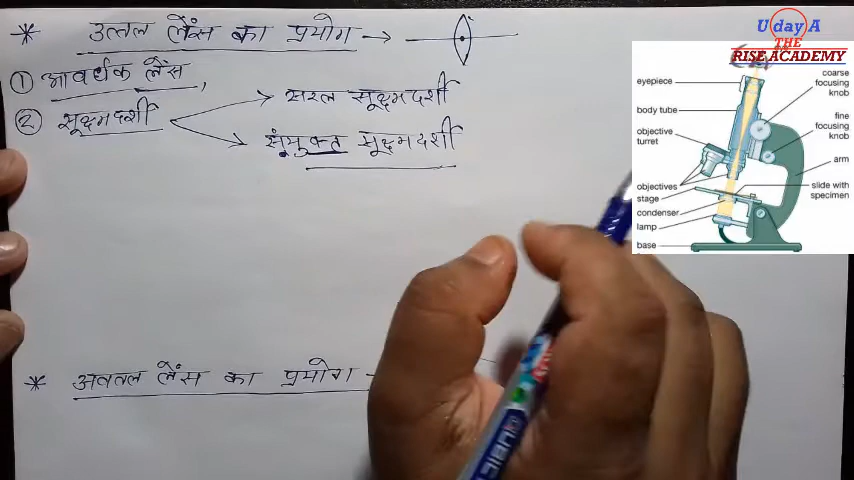 * उत्तल लेंस का प्रयोग →
① आवर्धक लेंस,
② सूक्ष्मदर्शी
सरल सूक्ष्मदर्शी
संयुक्त सूक्ष्मदर्शी
* अवतल लेंस का प्रयोग -
Uday A
THE
RISE ACADEMY
eyepiece
body tube
objective
turret
objectives
stage
condenser
lamp
base
coarse
focusing
knob
fine
focusing
knob
arm
slide with
specimen